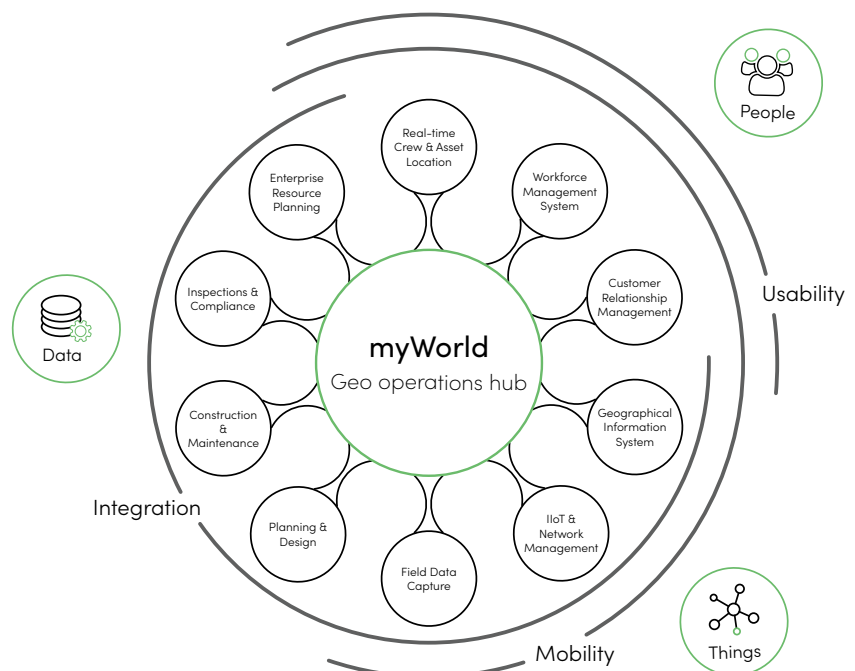 People
Real-time
Crew & Asset
Location
Enterprise
Resource
Planning
Workforce
Management
System
Inspections &
Compliance
Customer
Relationship
Management
Usability
Data
myWorld
Geo operations hub
Construction
&
Maintenance
Geographical
Information
System
Integration
Planning &
Design
IIoT &
Network
Management
Field Data
Capture
Mobility
Things